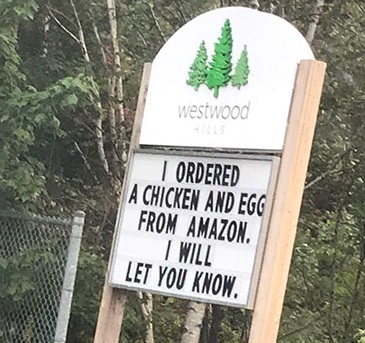 westwood
HILLS
I ORDERED
A CHICKEN AND EGG
FROM AMAZON.
I WILL
LET YOU KNOW.